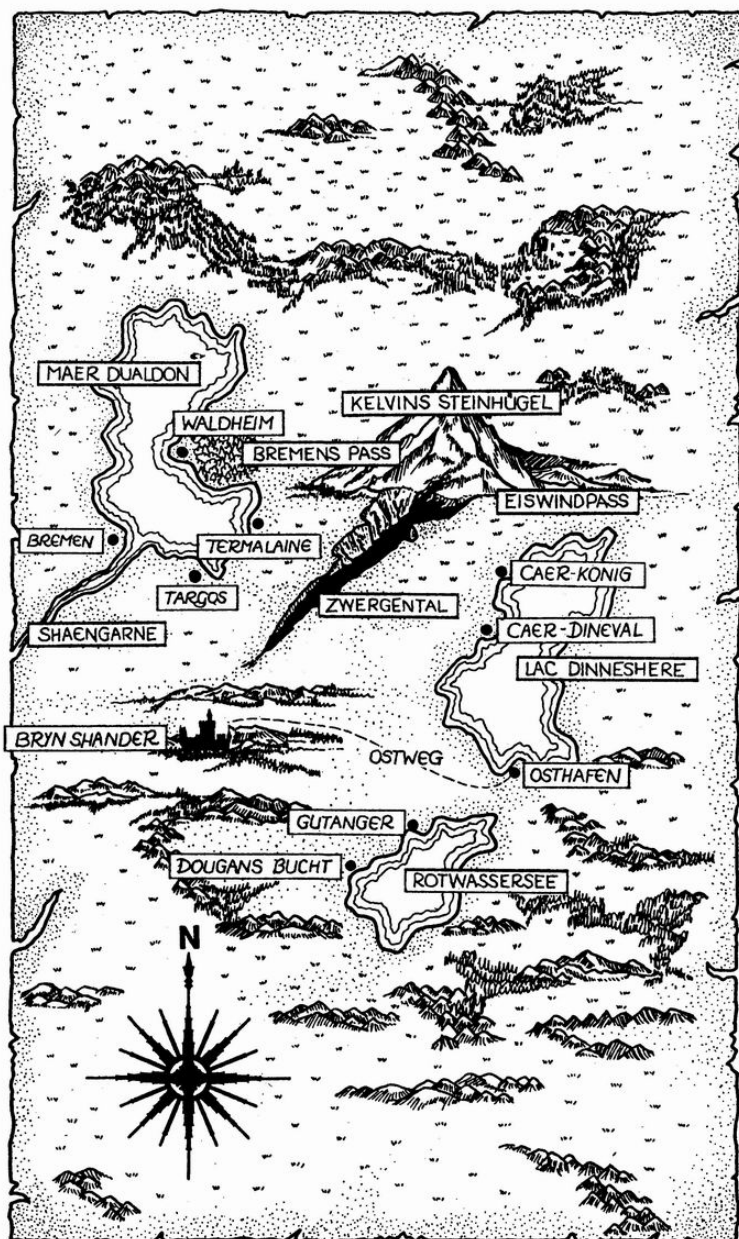 MAER DUALDON
KELVINS STEINHÜGEL
WALDHEIM
BREMENS PASS
EISWINDPASS
BREMEN
TERMALAINE
CAER-KONIG
TARGOS
ZWERGENTAL
CAER-DINEVAL
SHAENGARNE
LAC DINNESHERE
BRYN SHANDER
OSTWEG
OSTHAFEN
GUTANGER
DOUGANS BUCHT
ROTWASSERSEE
N